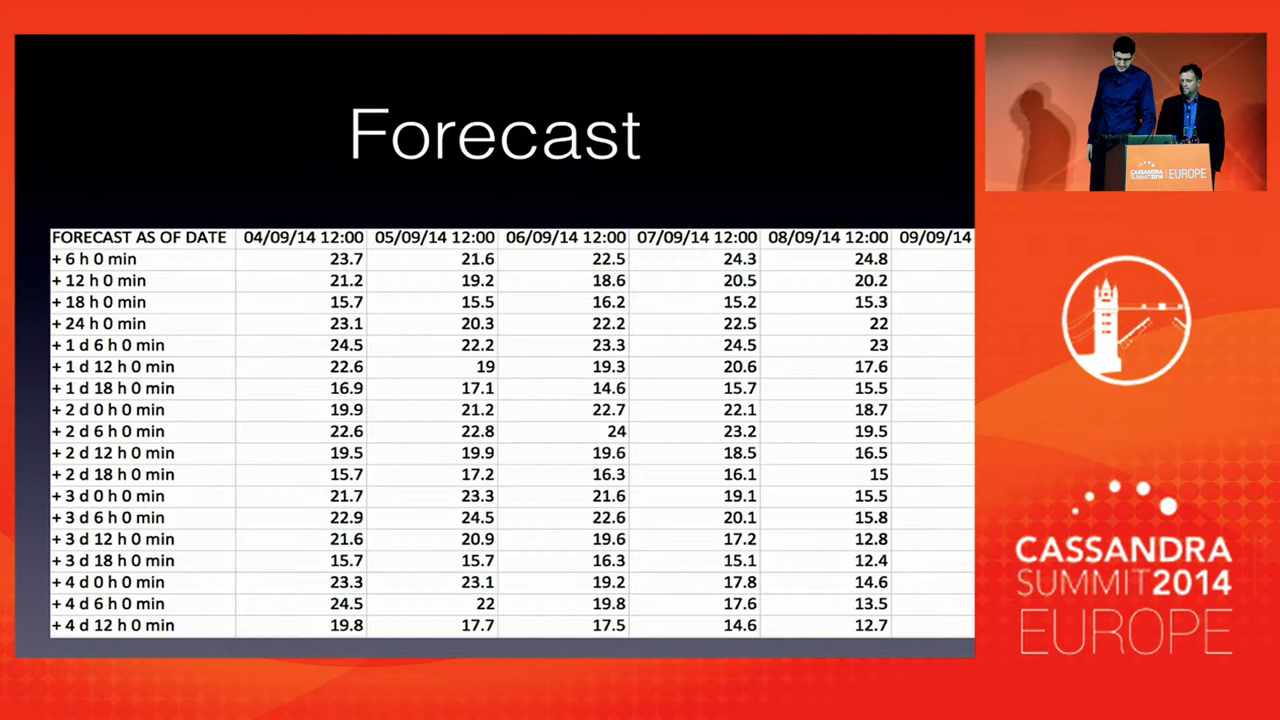 Forecast
FORECAST AS OF DATE 04/09/14 12:00 05/09/14 12:00 06/09/14 12:00 07/09/14 12:00 08/09/14 12:00 09/09/14
+ 6 h 0 min 23.7 21.6 22.5 24.3 24.8
+ 12 h 0 min 21.2 19.2 18.6 20.5 20.2
+ 18 h 0 min 15.7 15.5 16.2 15.2 15.3
+ 24 h 0 min 23.1 20.3 22.2 22.5 22
+ 1 d 6 h 0 min 24.5 22.2 23.3 24.5 23
+ 1 d 12 h 0 min 22.6 19 19.3 20.6 17.6
+ 1 d 18 h 0 min 16.9 17.1 14.6 15.7 15.5
+ 2 d 0 h 0 min 19.9 21.2 22.7 22.1 18.7
+ 2 d 6 h 0 min 22.6 22.8 24 23.2 19.5
+ 2 d 12 h 0 min 19.5 19.9 19.6 18.5 16.5
+ 2 d 18 h 0 min 15.7 17.2 16.3 16.1 15
+ 3 d 0 h 0 min 21.7 23.3 21.6 19.1 15.5
+ 3 d 6 h 0 min 22.9 24.5 22.6 20.1 15.8
+ 3 d 12 h 0 min 21.6 20.9 19.6 17.2 12.8
+ 3 d 18 h 0 min 15.7 15.7 16.3 15.1 12.4
+ 4 d 0 h 0 min 23.3 23.1 19.2 17.8 14.6
+ 4 d 6 h 0 min 24.5 22 19.8 17.6 13.5
+ 4 d 12 h 0 min 19.8 17.7 17.5 14.6 12.7
CASSANDRA
SUMMIT2014 EUROPE
CASSANDRA
SUMMIT2014
EUROPE